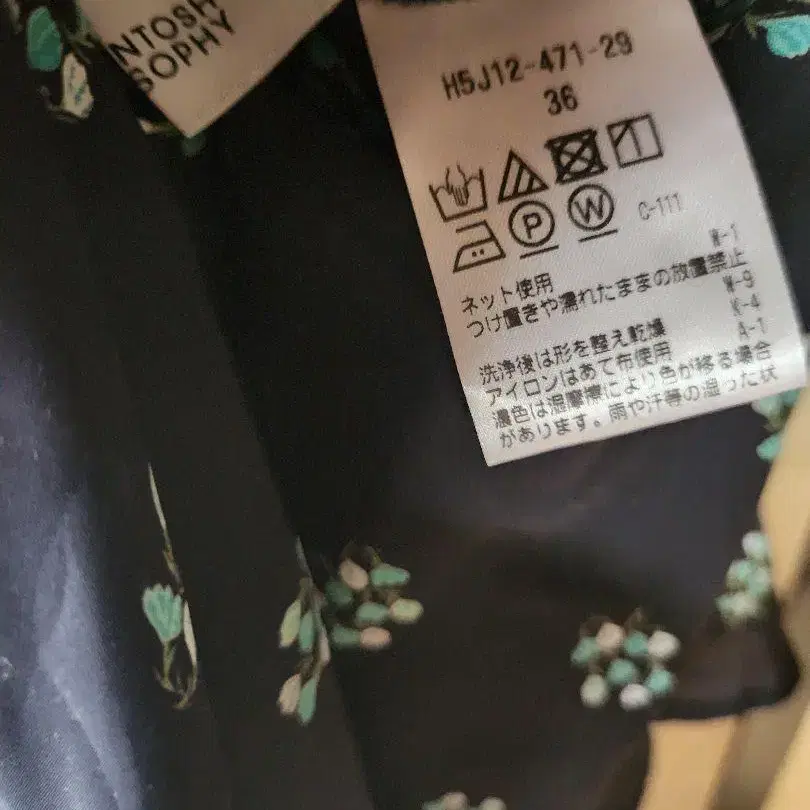 NTOSH
SOPHY
H5J12-471-29
36
P W C-111
W-1
ネット使用
つけ置きや濡れたままの放置禁止
W-9
K-4
洗浄後は形を整え乾燥
A-1
アイロンはあて布使用
濃色は湿摩擦により色が移る場合
があります。雨や汗等の湿った状